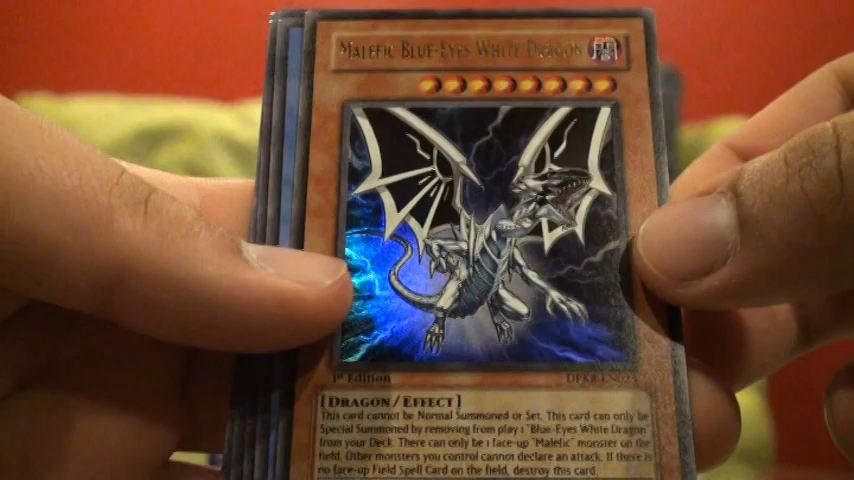 Malefic Blue-Eyes White Dragon
1st Edition DPKB-EN025
[Dragon/Effect]
This card cannot be Normal Summoned or Set. This card can only be
Special Summoned by removing from play 1 "Blue-Eyes White Dragon"
from your Deck. There can only be 1 face-up "Malefic" monster on the
field. Other monsters you control cannot declare an attack. If there is
no face-up Field Spell Card on the field, destroy this card.